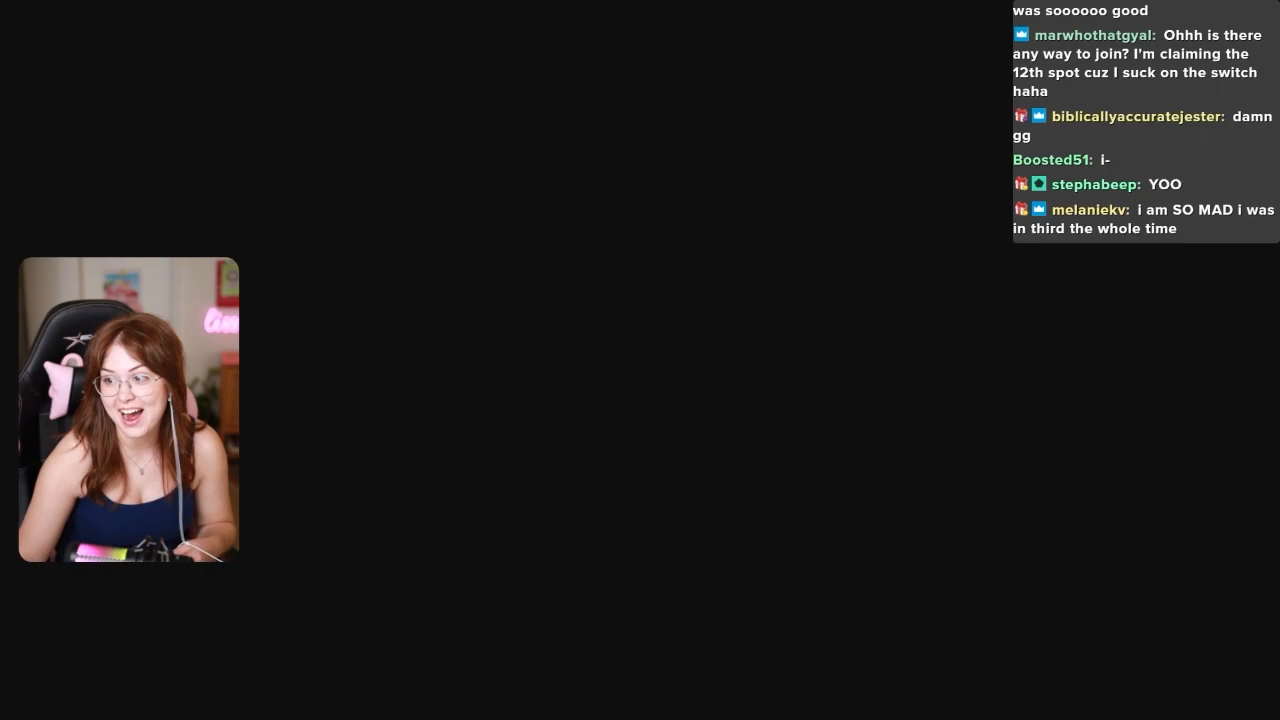 was soooooo good
marwhothatgyal: Ohhh is there
any way to join? I'm claiming the
12th spot cuz I suck on the switch
haha
biblicallyaccuratejester: damn
gg
Boosted51: i-
stephabeep: YOO
melaniekv: i am SO MAD i was
in third the whole time